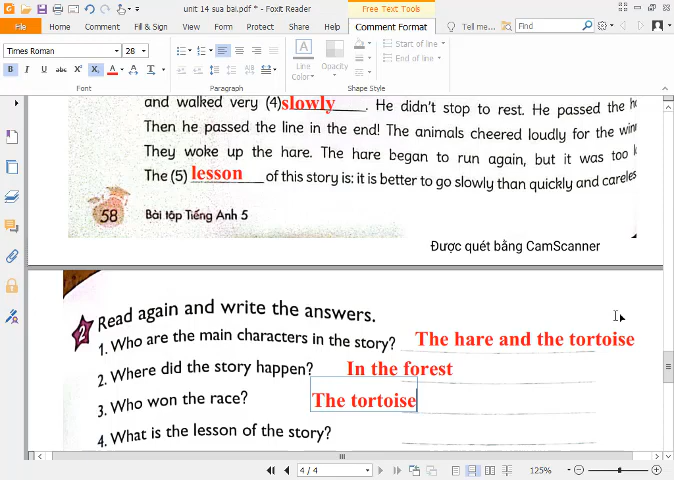 unit 14 sua bai.pdf * - Foxit Reader
Free Text Tools
File
Home
Comment
Fill & Sign
View
Form
Protect
Share
Help
Comment Format
Tell me...
Find
Times Roman
28
Line Color
Opacity
Start of line
End of line
Font
Paragraph
Shape Style
and walked very (4) slowly. He didn't stop to rest. He passed the
Then he passed the line in the end! The animals cheered loudly for the
They woke up the hare. The hare began to run again, but it was too
The (5) lesson of this story is: it is better to go slowly than quickly and
58 Bài tập Tiếng Anh 5
Được quét bằng CamScanner
2 Read again and write the answers.
1. Who are the main characters in the story? The hare and the tortoise
2. Where did the story happen? In the forest
3. Who won the race? The tortoise
4. What is the lesson of the story?
4 / 4
125%